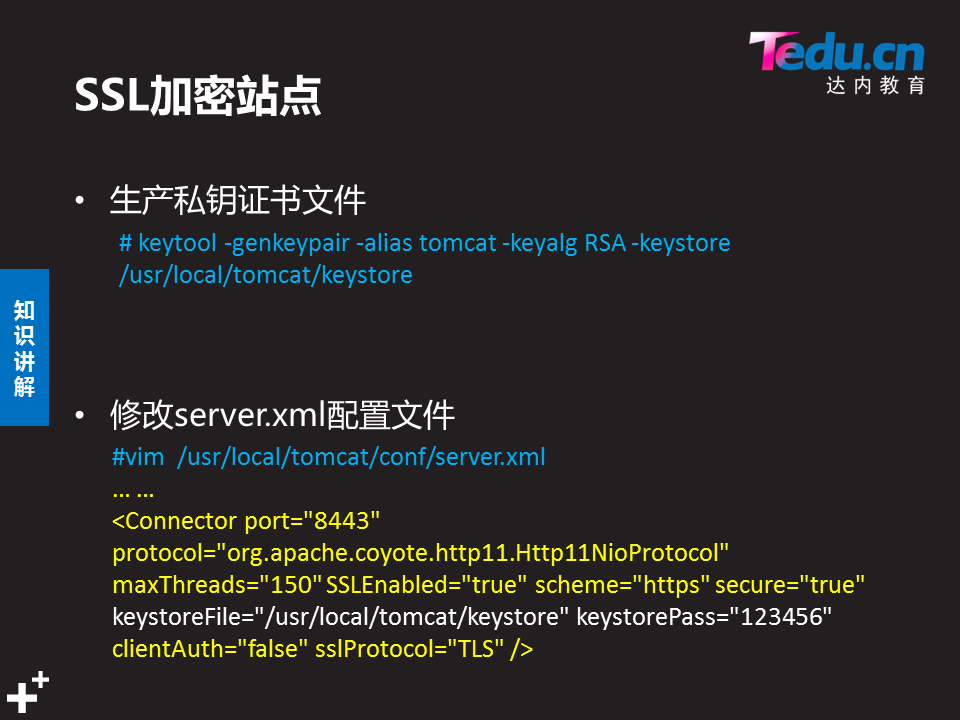 Tedu.cn
达内教育
SSL加密站点
• 生产私钥证书文件
# keytool -genkeypair -alias tomcat -keyalg RSA -keystore
/usr/local/tomcat/keystore
知识讲解
• 修改server.xml配置文件
#vim /usr/local/tomcat/conf/server.xml
... ...
<Connector port="8443"
protocol="org.apache.coyote.http11.Http11NioProtocol"
maxThreads="150" SSLEnabled="true" scheme="https" secure="true"
keystoreFile="/usr/local/tomcat/keystore" keystorePass="123456"
clientAuth="false" sslProtocol="TLS" />